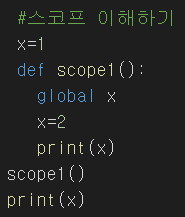 #스코프 이해하기
x=1
def scope1():
  global x
  x=2
  print(x)
scope1()
print(x)